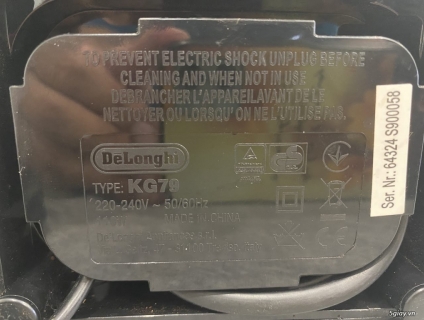 TO PREVENT ELECTRIC SHOCK UNPLUG BEFORE
CLEANING AND WHEN NOT IN USE
DEBRANCHER L'APPAREIL AVANT DE LE
NETTOYER OU LORSQU'ON NE L'UTILISE PAS.
DeLonghi
TYPE: KG79
220-240V ~ 50/60Hz
MADE IN CHINA
Ser. Nr.: 64324 S900058
5giay.vn